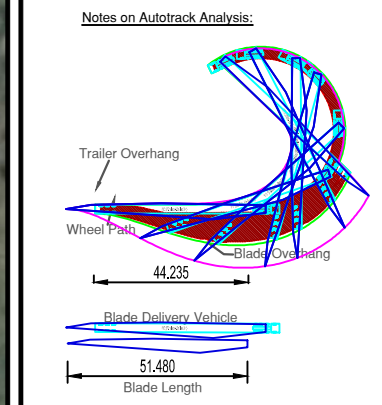 Notes on Autotrack Analysis:
Trailer Overhang
Wheel Path
Blade Overhang
44.235
Blade Delivery Vehicle
51.480
Blade Length